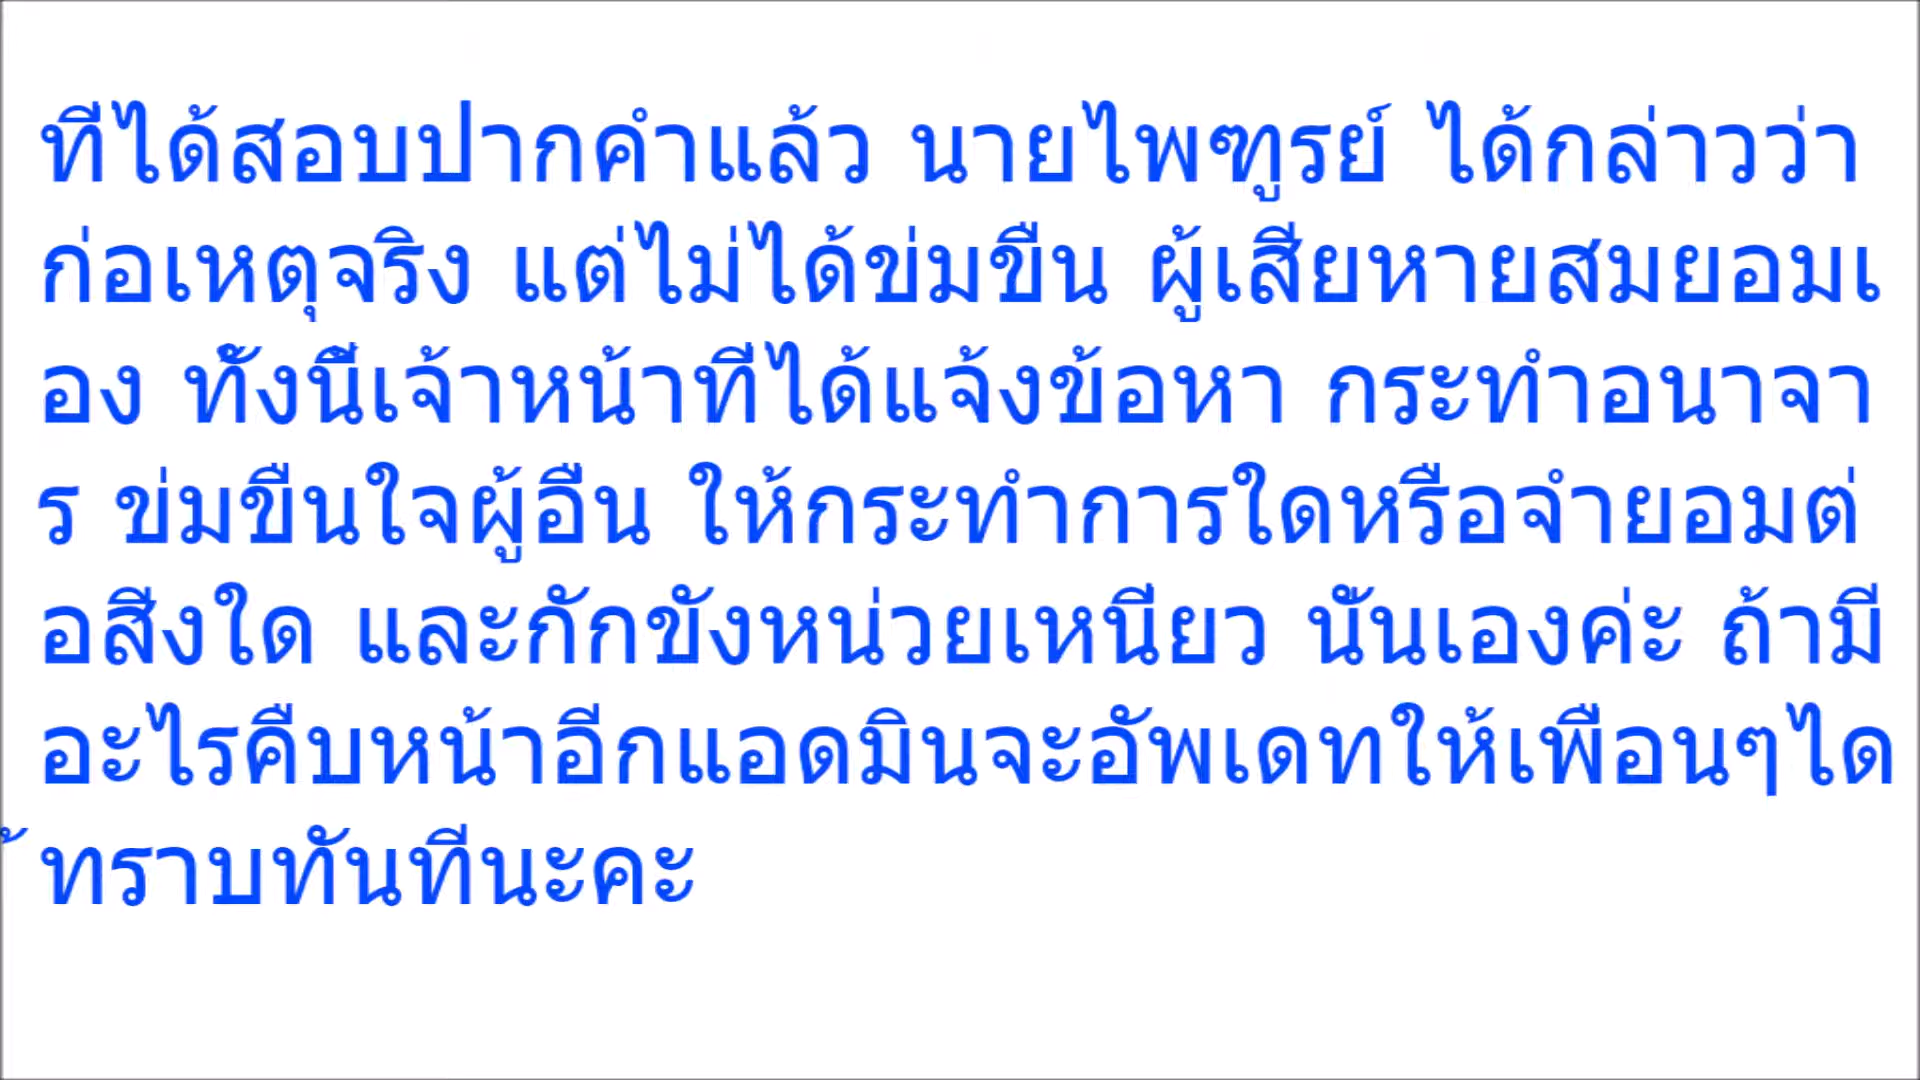 ที่ได้สอบปากคำแล้ว นายไพฑูรย์ ได้กล่าวว่า
ก่อเหตุจริง แต่ไม่ได้ข่มขืน ผู้เสียหายสมยอมเ
อง ทั้งนี้เจ้าหน้าที่ได้แจ้งข้อหา กระทำอนาจา
ร ข่มขืนใจผู้อื่น ให้กระทำการใดหรือจำยอมต่
อสิ่งใด และกักขังหน่วยเหนี่ยว นั่นเองค่ะ ถ้ามี
อะไรคืบหน้าอีกแอดมินจะอัพเดทให้เพื่อนๆได
้ทราบทันทีนะคะ